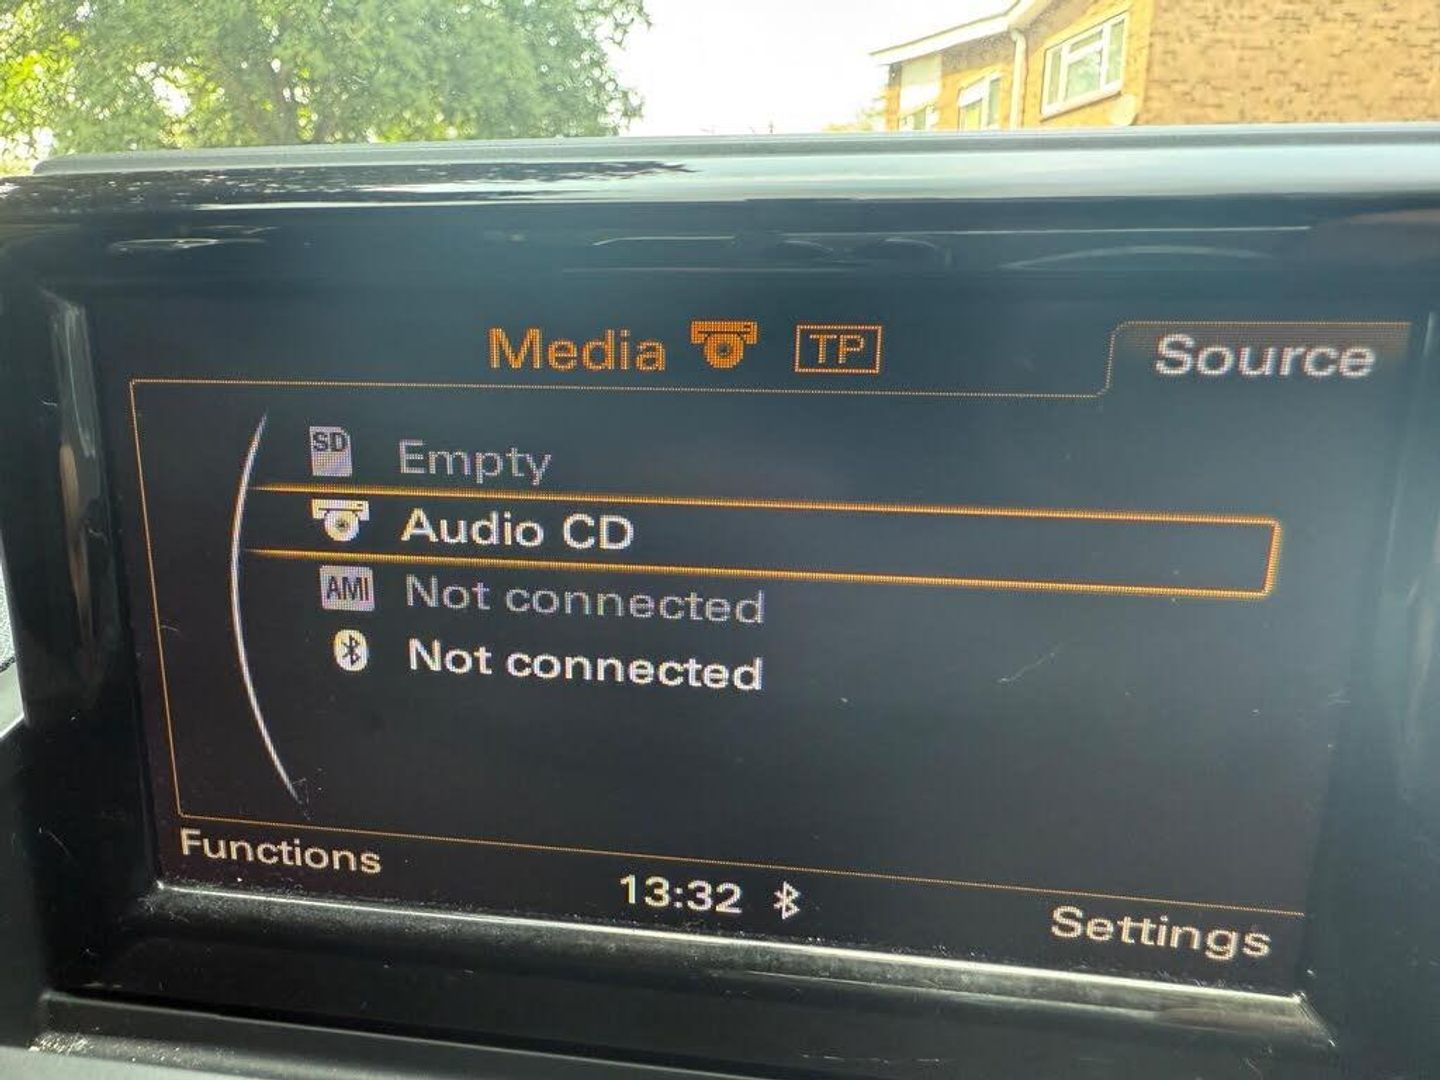 Media TP Source
SD Empty
Audio CD
AMI Not connected
Not connected
Functions 13:32 Settings